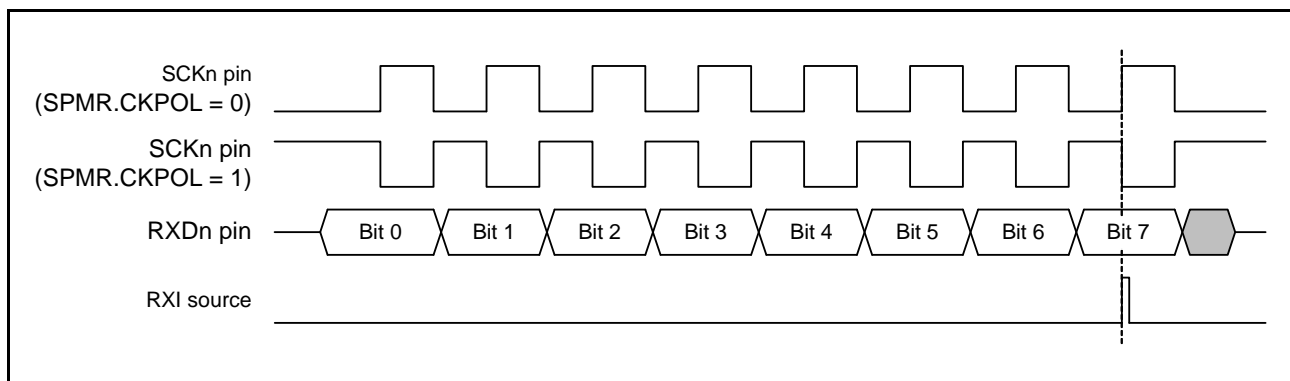 SCKn pin
(SPMR.CKPOL = 0)
SCKn pin
(SPMR.CKPOL = 1)
RXDn pin
Bit 0
Bit 1
Bit 2
Bit 3
Bit 4
Bit 5
Bit 6
Bit 7
RXI source